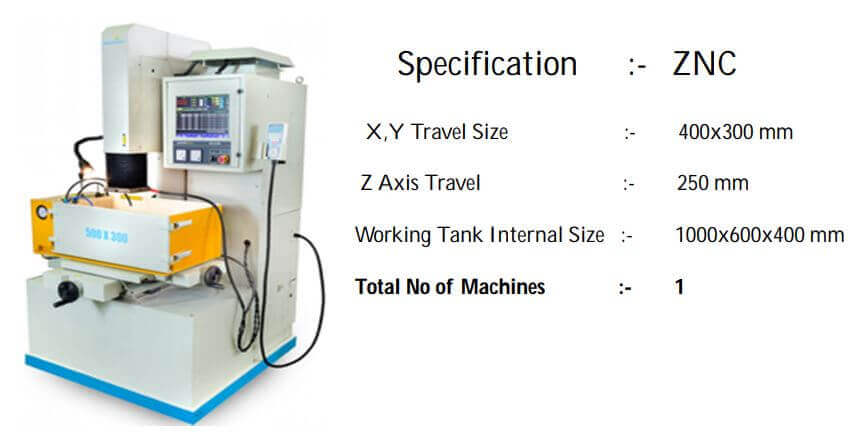 Specification :- ZNC
X,Y Travel Size :- 400x300 mm
Z Axis Travel :- 250 mm
Working Tank Internal Size :- 1000x600x400 mm
Total No of Machines :- 1
500 X 300